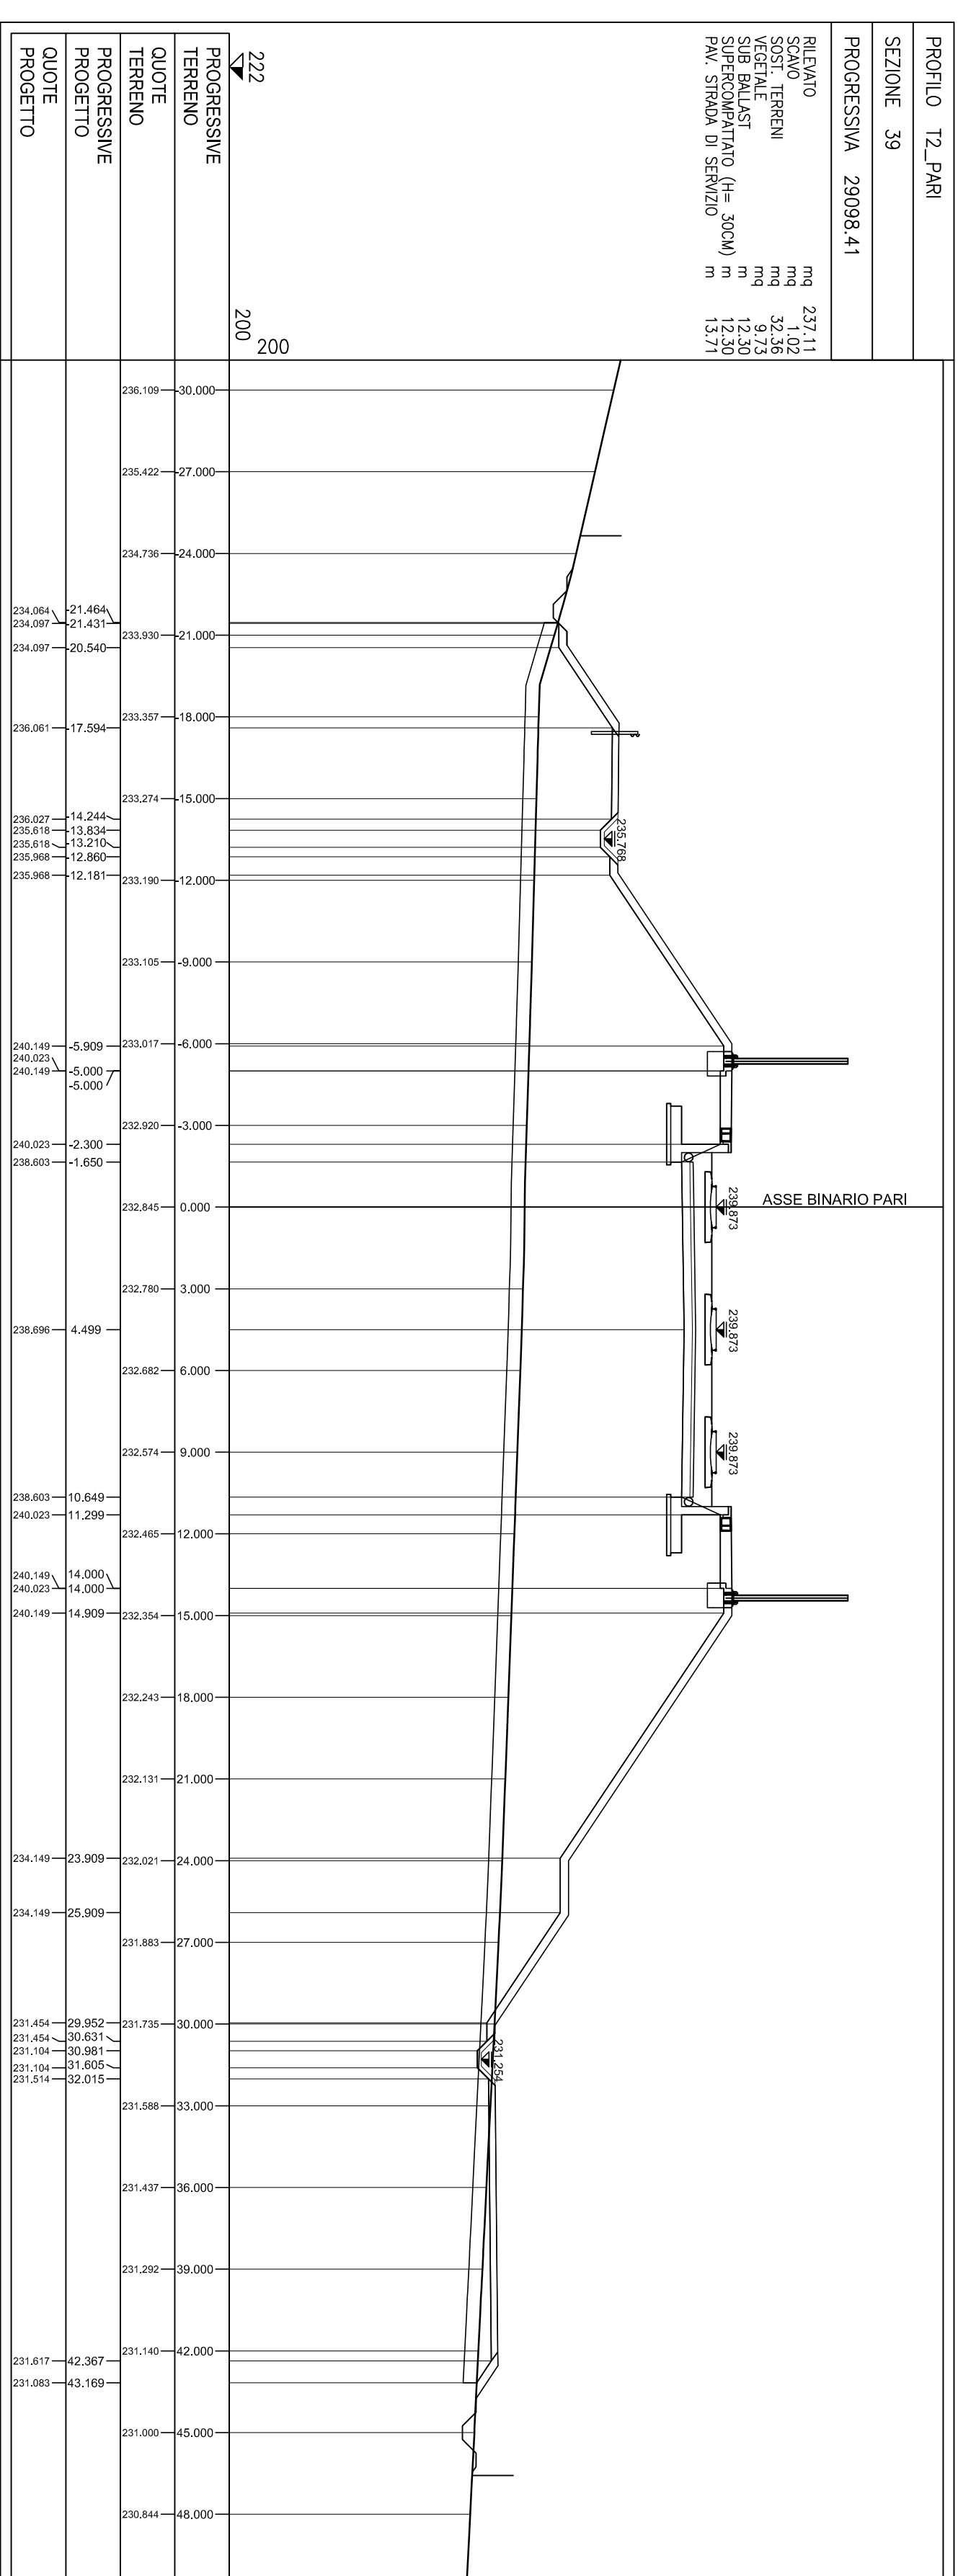 PROFILO T2_PARI
SEZIONE 39
PROGRESSIVA 29098.41
RILEVATO mq 237.11
SCAVO mq 1.02
SOST. TERRENI mq 32.36
VEGETALE mq 9.73
SUB BALLAST m 12.30
SUPERCOMPATTATO (H= 30CM) m 12.30
PAV. STRADA DI SERVIZIO m 13.71
235.768
239.873
ASSE BINARIO PARI
239.873
239.873
231.254
200
200
222
PROGRESSIVE
TERRENO
-30.000 -27.000 -24.000 -21.000 -18.000 -15.000 -12.000 -9.000 -6.000 -3.000 0.000 3.000 6.000 9.000 12.000 15.000 18.000 21.000 24.000 27.000 30.000 33.000 36.000 39.000 42.000 45.000 48.000
QUOTE
TERRENO
236.109 235.422 234.736 233.930 233.357 233.274 233.190 233.105 233.017 232.920 232.845 232.780 232.682 232.574 232.465 232.354 232.243 232.131 232.021 231.883 231.735 231.588 231.437 231.292 231.140 231.000 230.844
PROGRESSIVE
PROGETTO
-21.464 -21.431 -20.540 -17.594 -14.244 -13.834 -13.210 -12.860 -12.181 -5.909 -5.000 -5.000 -2.300 -1.650 4.499 10.649 11.299 14.000 14.000 14.909 23.909 25.909 29.952 30.631 30.981 31.605 32.015 42.367 43.169
QUOTE
PROGETTO
234.064 234.097 234.097 236.061 236.027 235.618 235.618 235.968 235.968 240.149 240.023 240.149 240.023 238.603 238.696 238.603 240.023 240.149 240.023 240.149 234.149 234.149 231.454 231.454 231.104 231.104 231.514 231.617 231.083